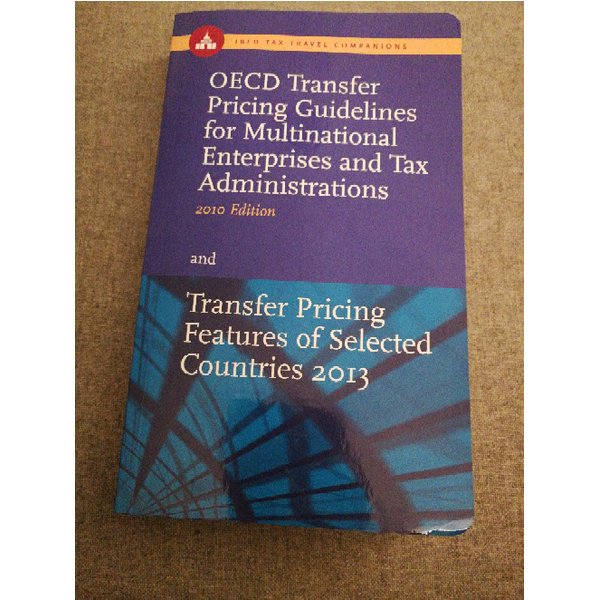 IBFD TAX TRAVEL COMPANIONS
OECD Transfer
Pricing Guidelines
for Multinational
Enterprises and Tax
Administrations
2010 Edition
and
Transfer Pricing
Features of Selected
Countries 2013